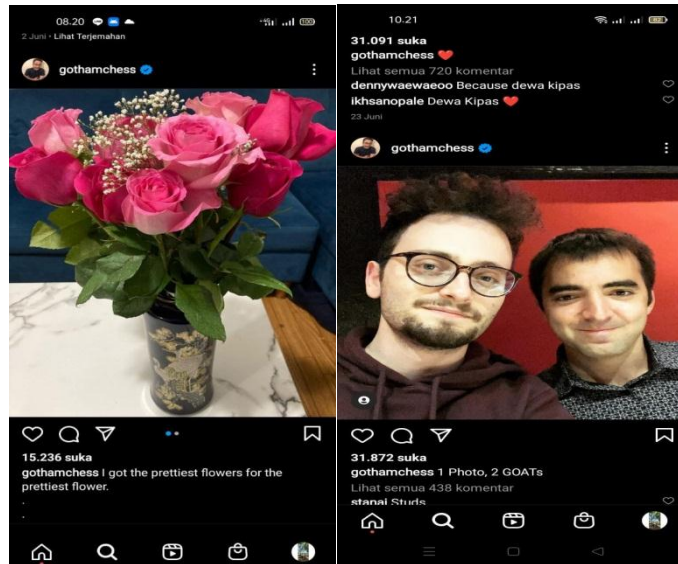 08.20
2 Juni • Lihat Terjemahan
gothamchess
15.236 suka
gothamchess I got the prettiest flowers for the
prettiest flower.
.
.
10.21
31.091 suka
gothamchess ❤️
Lihat semua 720 komentar
dennywaewaeoo Because dewa kipas
ikhsanopale Dewa Kipas ❤️
23 Juni
gothamchess
31.872 suka
gothamchess 1 Photo, 2 GOATs
Lihat semua 438 komentar
stanai Studs